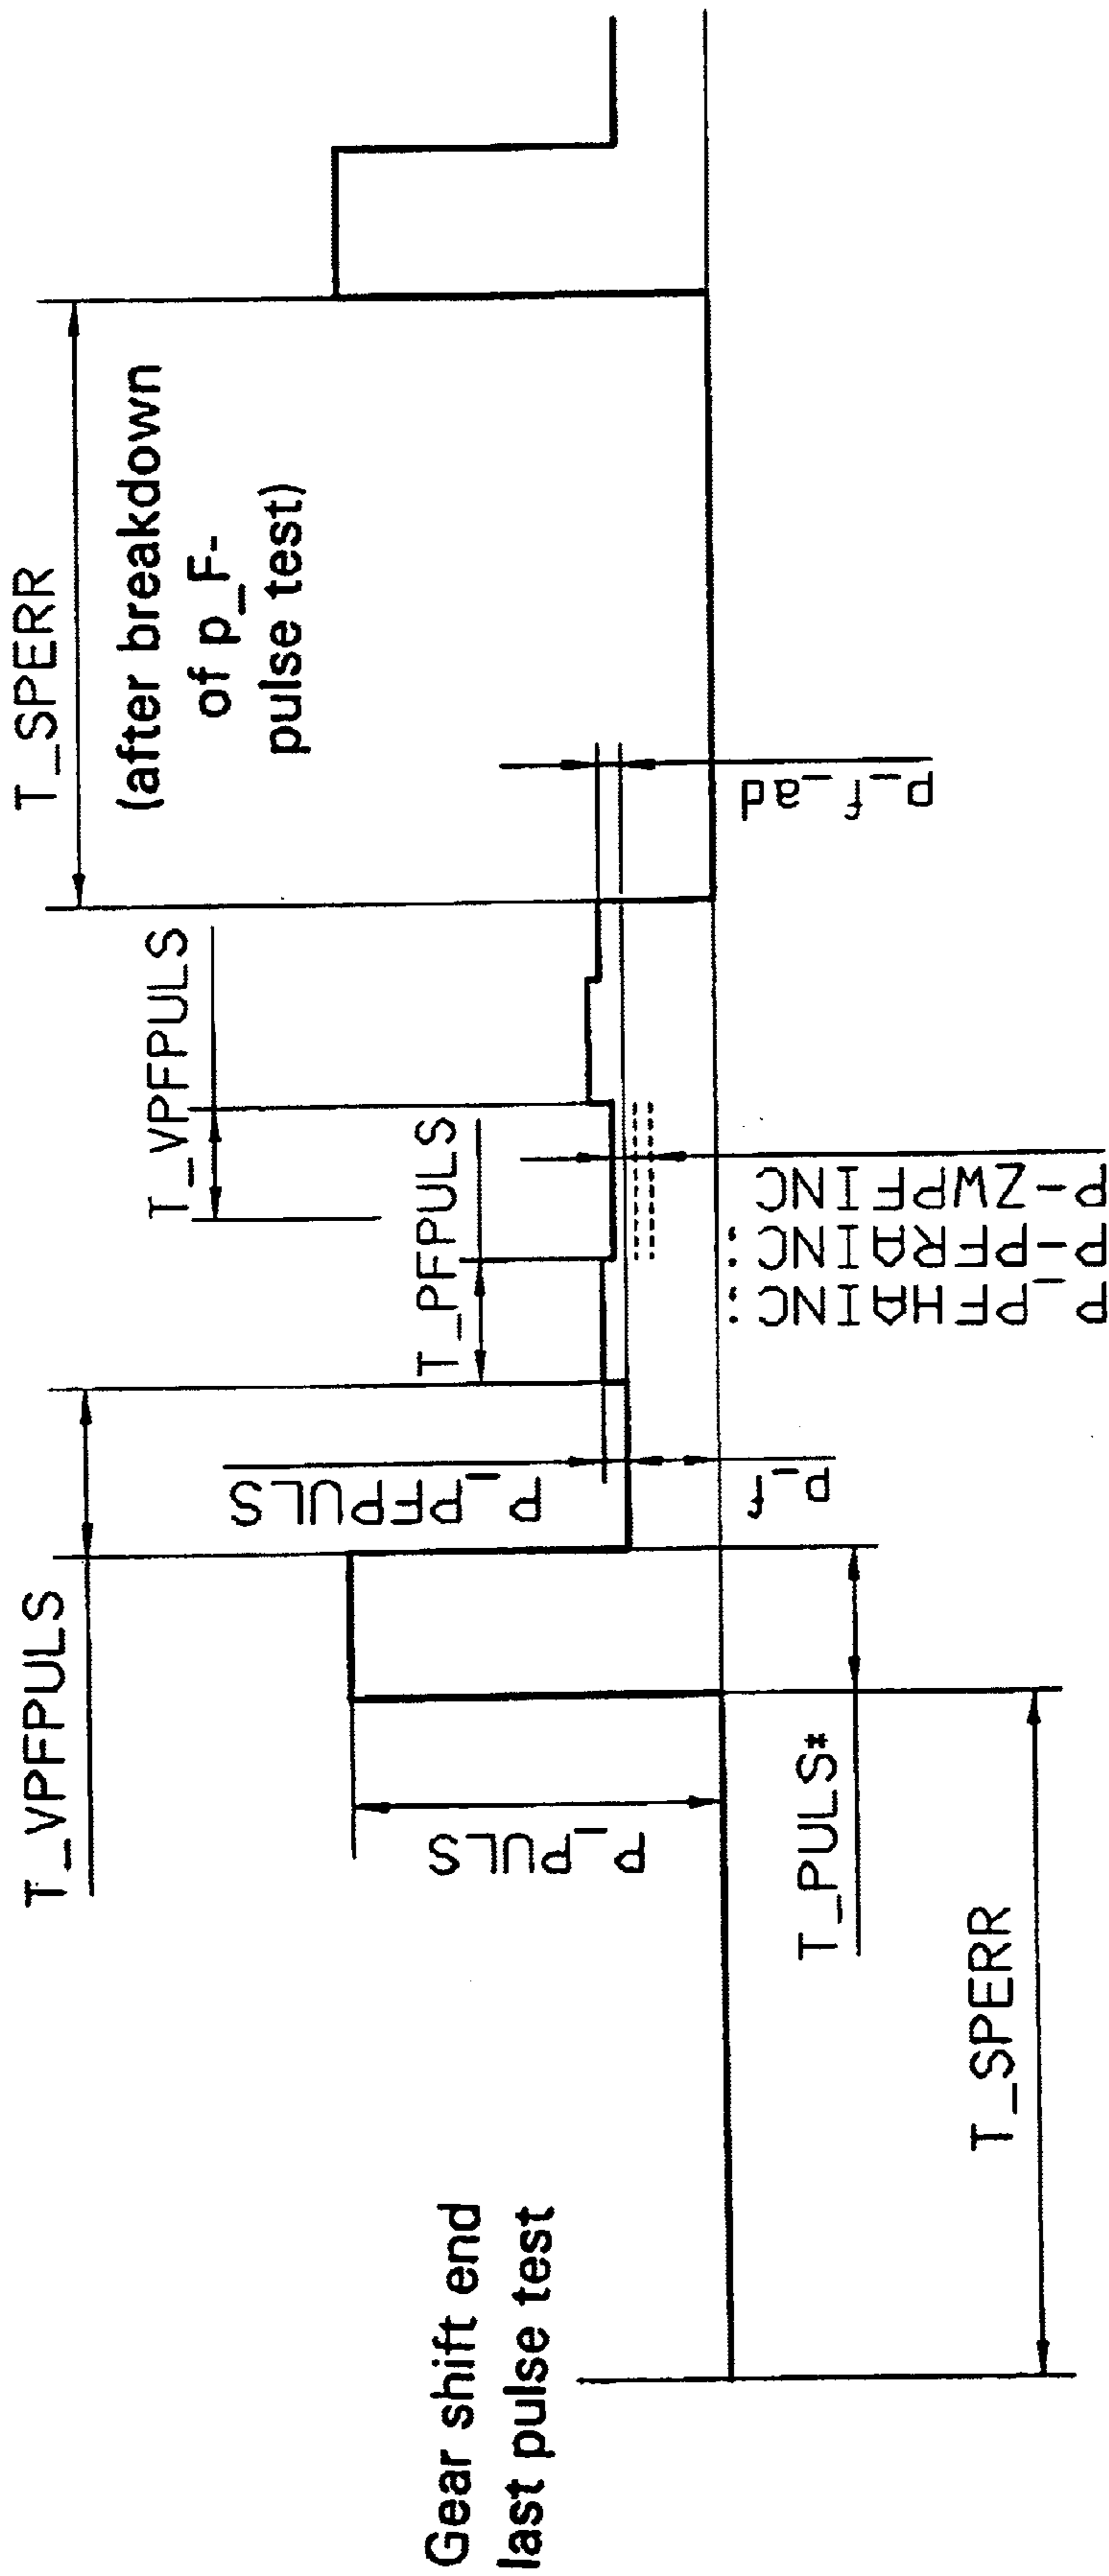 Gear shift end
last pulse test
T_SPERR
T_PULS*
P_PULS
T_VPFPULS
P_PFPULS
p_f
T_PFPULS
T_VPFPULS
P_PFHAINC;
P-PFRAINC;
P-ZWPFINC
p_f_ad
T_SPERR
(after breakdown
of p_F-
pulse test)